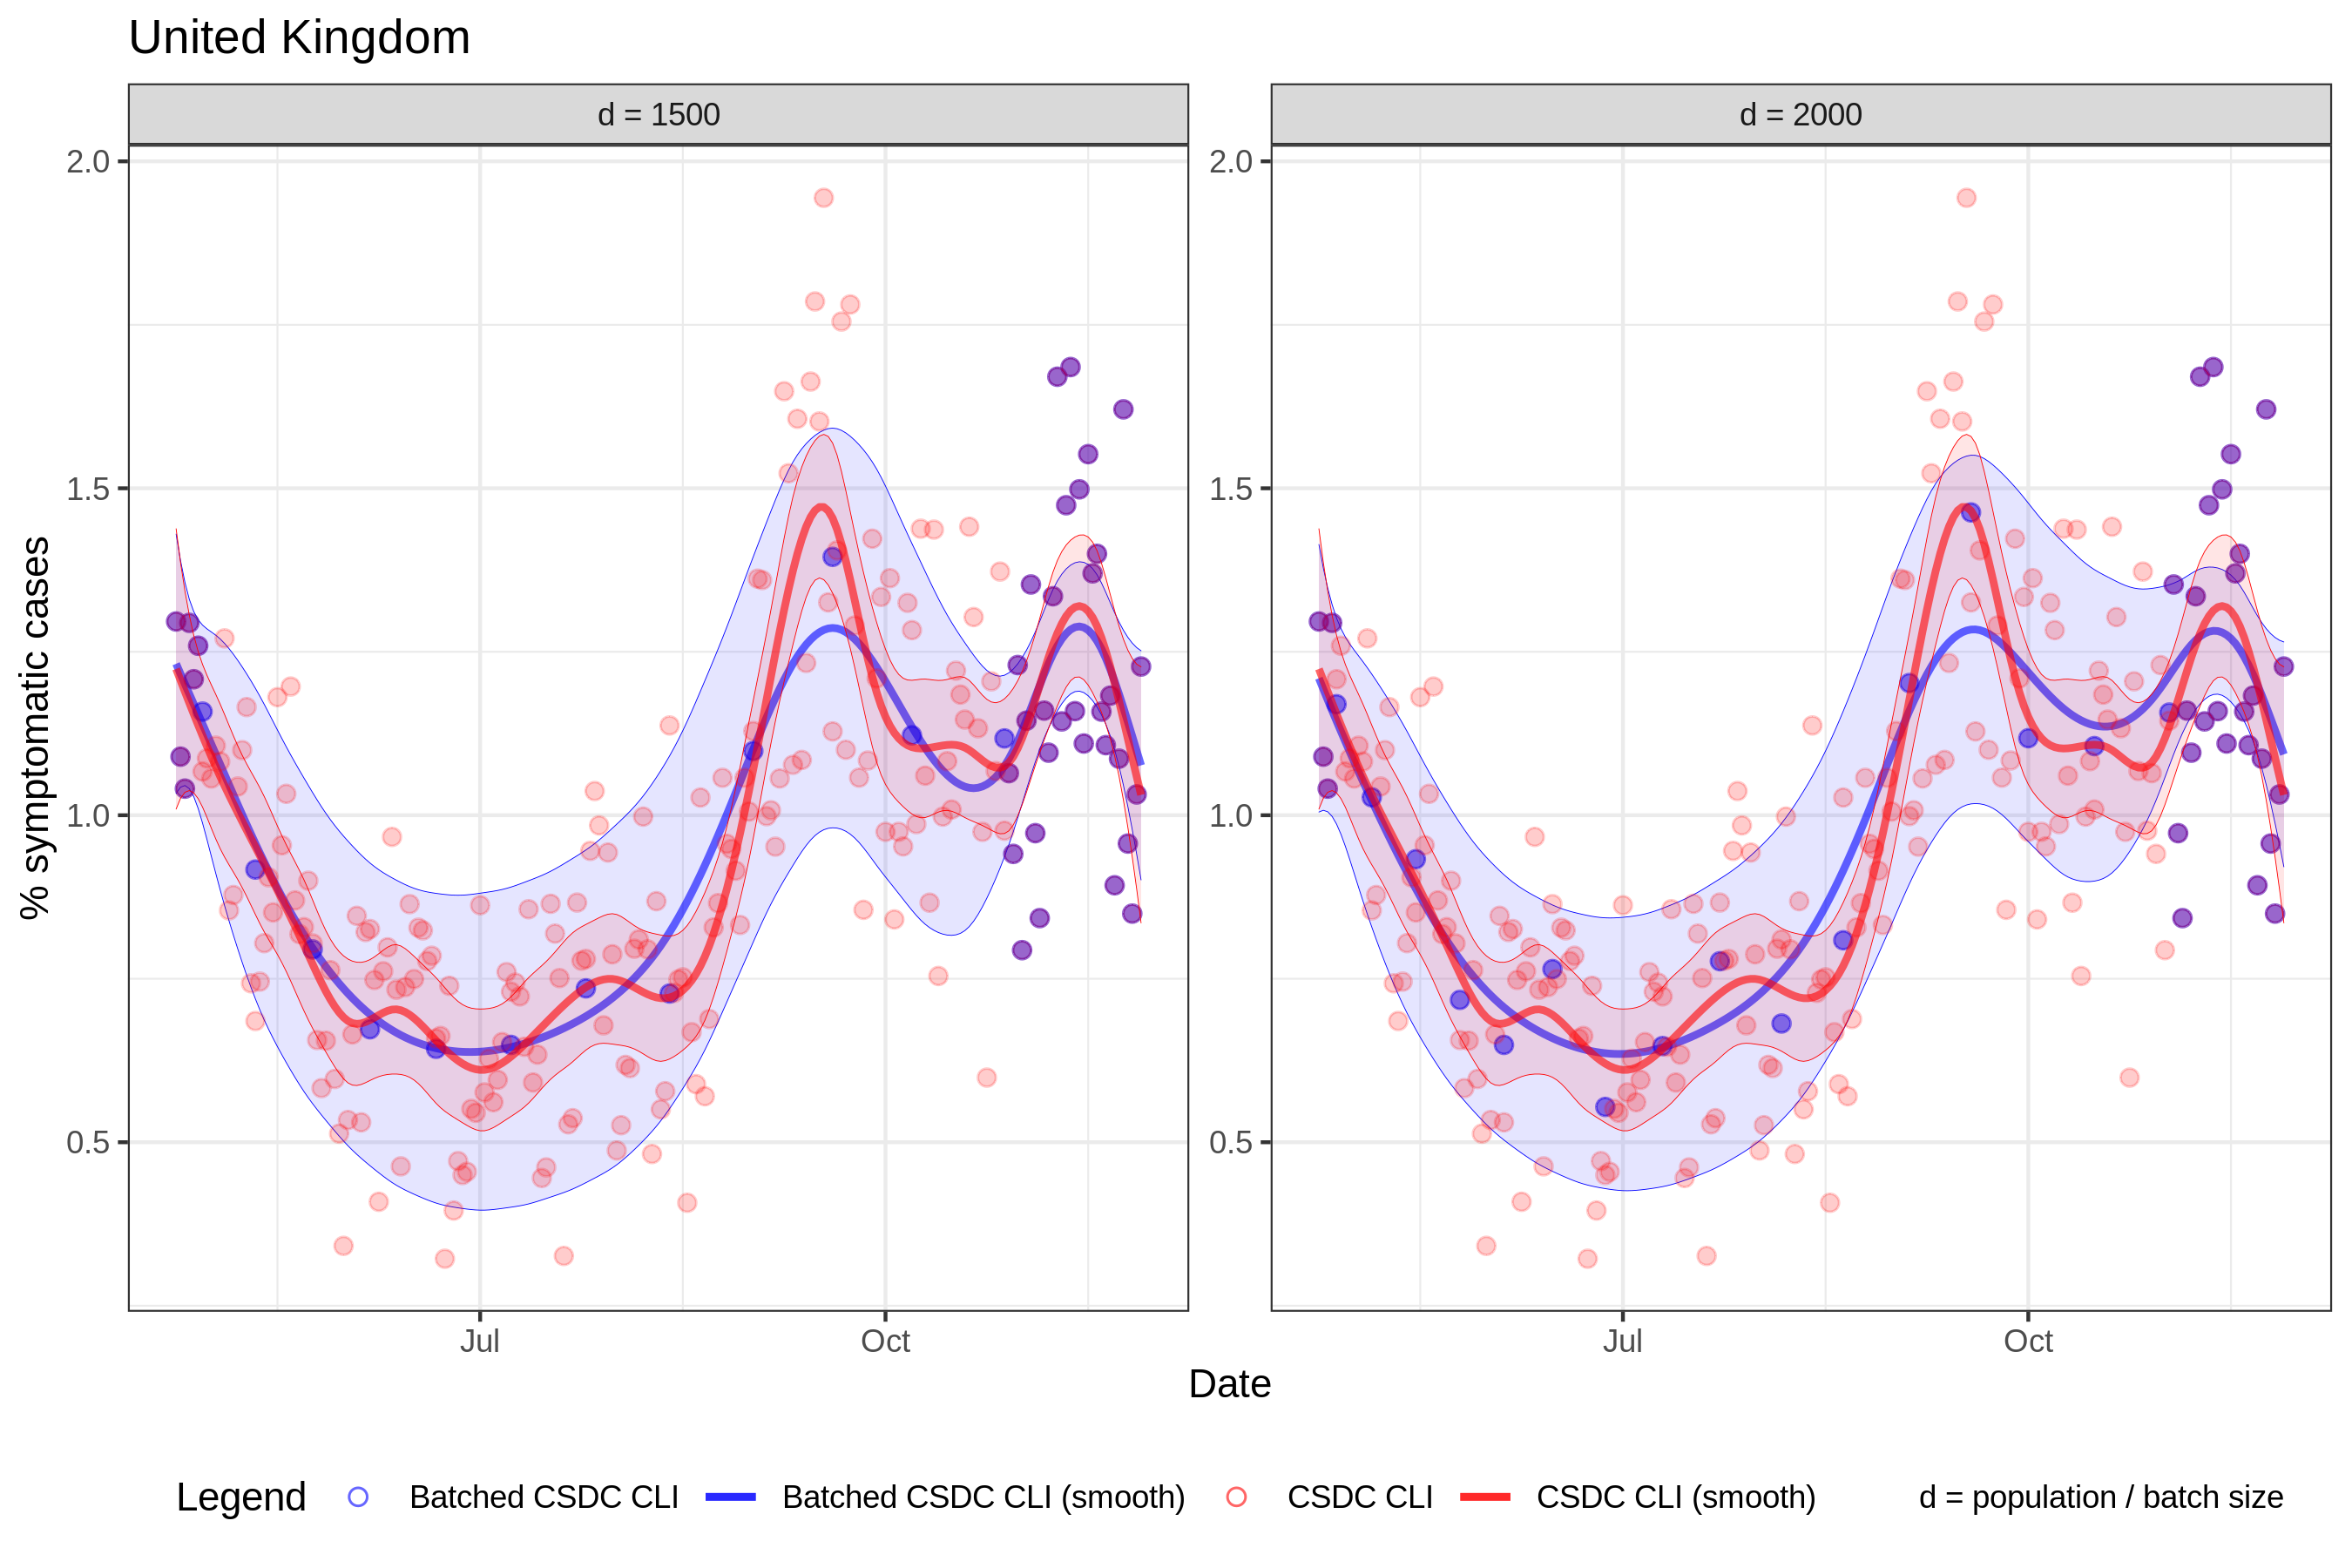 United Kingdom
d = 1500
d = 2000
% symptomatic cases
2.0
1.5
1.0
0.5
2.0
1.5
1.0
0.5
Jul
Oct
Jul
Oct
Date
Legend
Batched CSDC CLI
Batched CSDC CLI (smooth)
CSDC CLI
CSDC CLI (smooth)
d = population / batch size